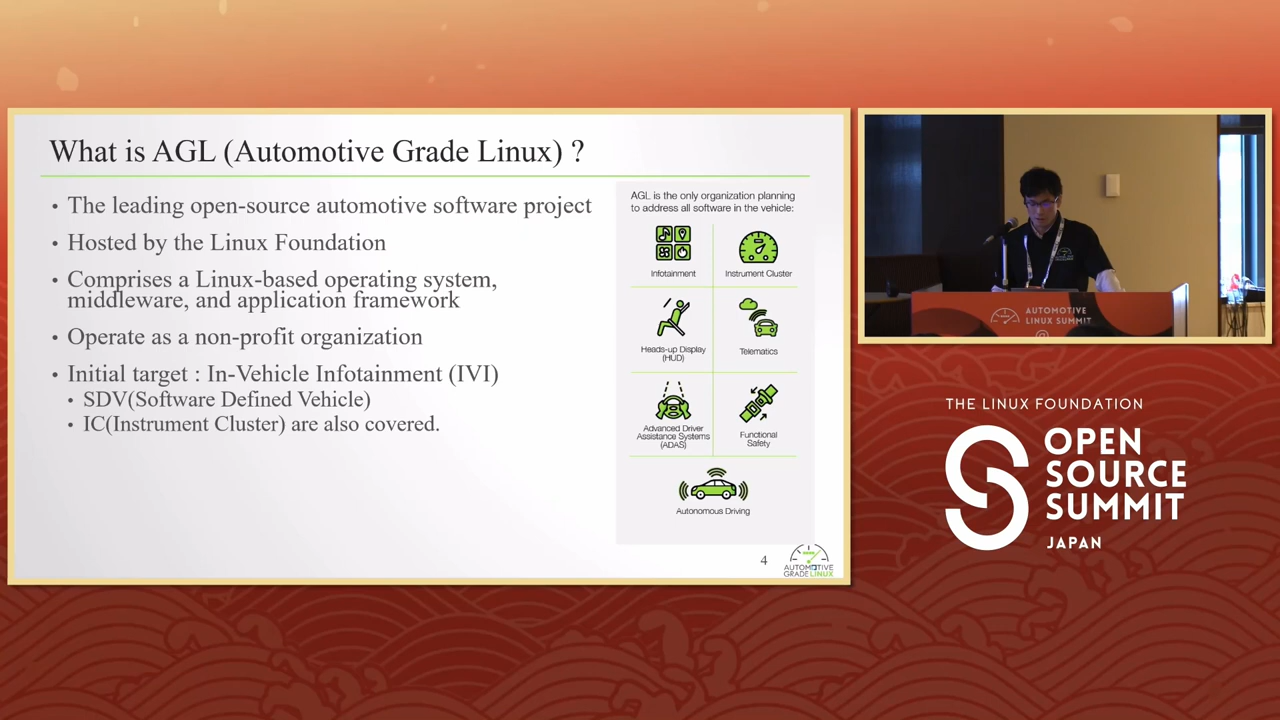 What is AGL (Automotive Grade Linux) ?
• The leading open-source automotive software project
• Hosted by the Linux Foundation
• Comprises a Linux-based operating system,
middleware, and application framework
• Operate as a non-profit organization
• Initial target : In-Vehicle Infotainment (IVI)
• SDV(Software Defined Vehicle)
• IC(Instrument Cluster) are also covered.
AGL is the only organization planning
to address all software in the vehicle:
Infotainment
Instrument Cluster
Heads-up Display
(HUD)
Telematics
Advanced Driver
Assistance Systems
(ADAS)
Functional
Safety
Autonomous Driving
4
AUTOMOTIVE
GRADELINUX
AUTOMOTIVE
LINUX SUMMIT
@
THE LINUX FOUNDATION
OPEN
SOURCE
SUMMIT
JAPAN